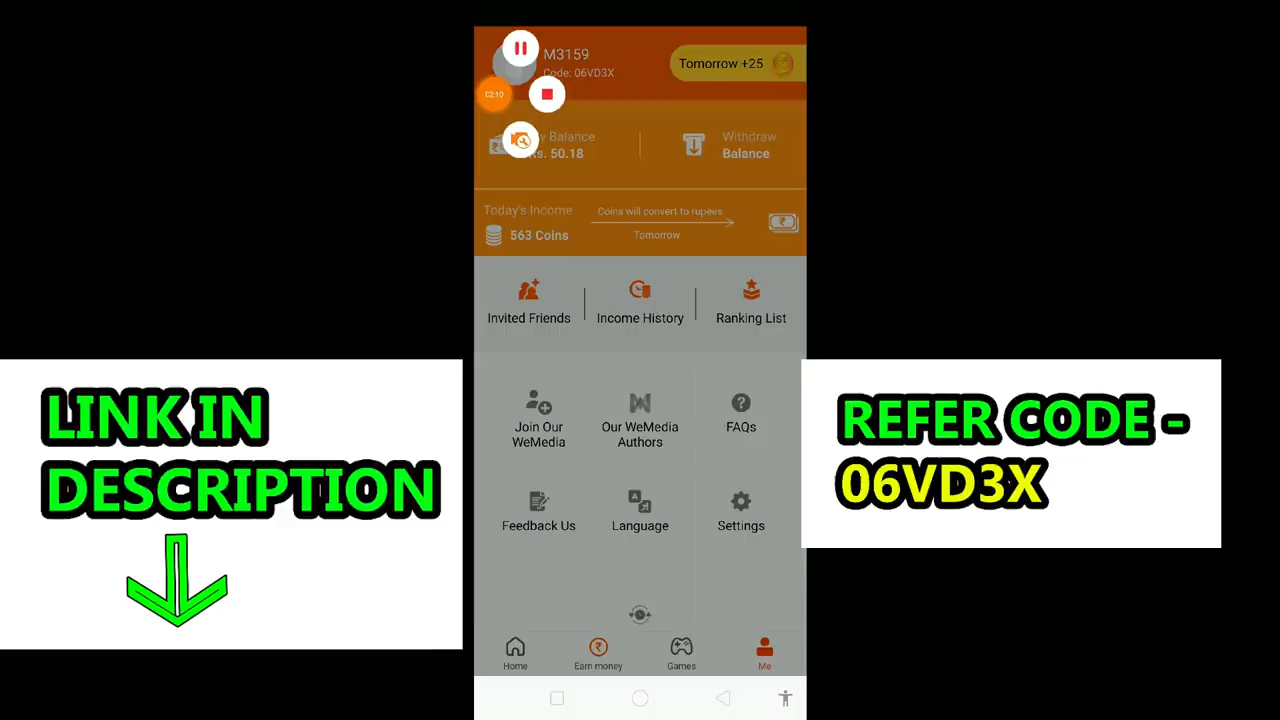 M3159
Code: 06VD3X
Tomorrow +25
02:10
Balance
Rs. 50.18
Withdraw
Balance
Today's Income
563 Coins
Coins will convert to rupees
Tomorrow
Invited Friends
Income History
Ranking List
LINK IN
DESCRIPTION
REFER CODE -
06VD3X
Join Our
WeMedia
Our WeMedia
Authors
FAQs
Feedback Us
Language
Settings
Home
Earn money
Games
Me